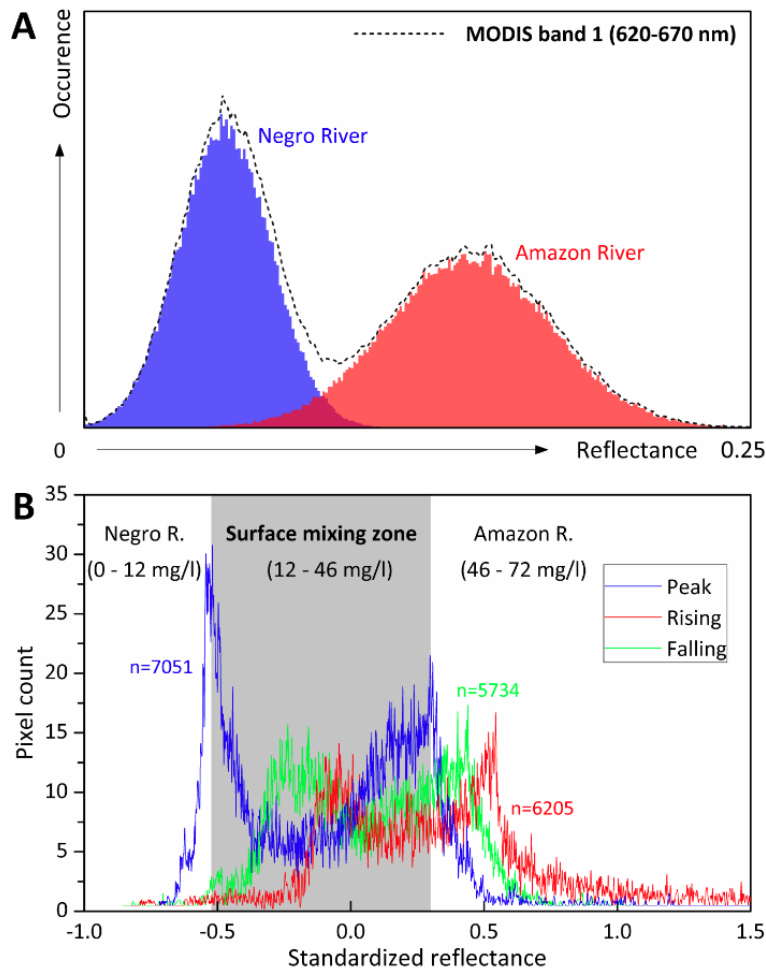 A
Occurence
MODIS band 1 (620-670 nm)
Negro River
Amazon River
0
Reflectance
0.25
B
Pixel count
35
30
25
20
15
10
5
0
Negro R.
(0 - 12 mg/l)
Surface mixing zone
(12 - 46 mg/l)
Amazon R.
(46 - 72 mg/l)
Peak
Rising
Falling
n=7051
n=5734
n=6205
-1.0 -0.5 0.0 0.5 1.0 1.5
Standardized reflectance